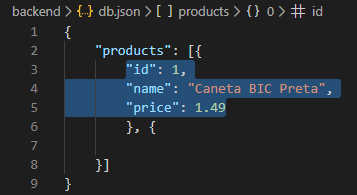 backend > {..} db.json > [ ] products > {} 0 > # id
1 {
2 "products": [{
3 "id": 1,
4 "name": "Caneta BIC Preta",
5 "price": 1.49
6 }, {
7
8 }]
9 }